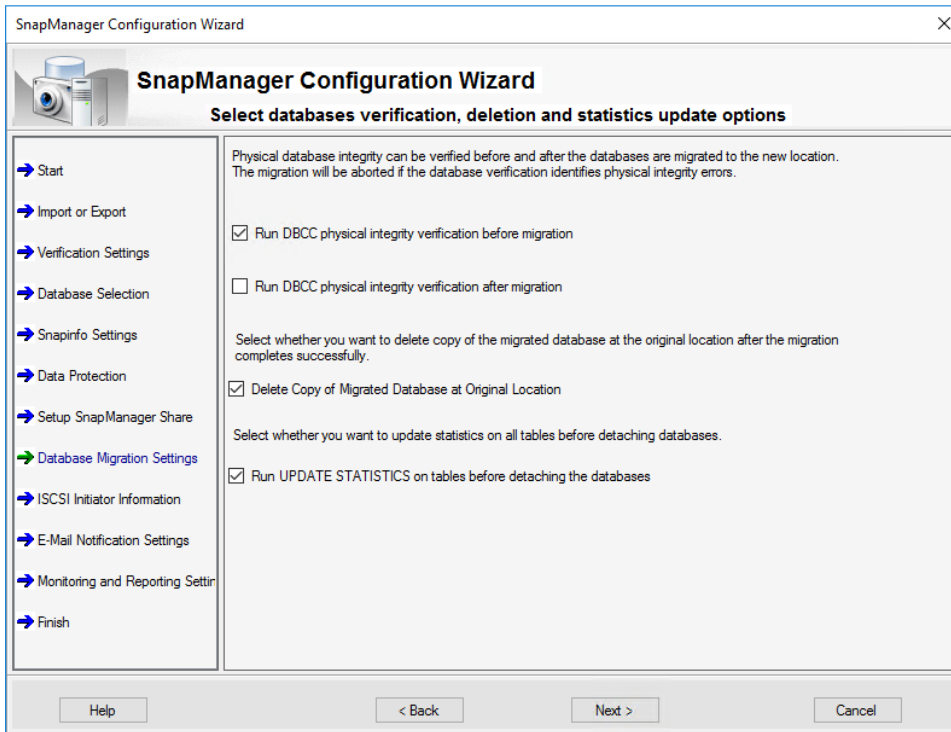 SnapManager Configuration Wizard
SnapManager Configuration Wizard
Select databases verification, deletion and statistics update options
Start
Import or Export
Verification Settings
Database Selection
Snapinfo Settings
Data Protection
Setup SnapManager Share
Database Migration Settings
ISCSI Initiator Information
E-Mail Notification Settings
Monitoring and Reporting Settin
Finish
Physical database integrity can be verified before and after the databases are migrated to the new location.
The migration will be aborted if the database verification identifies physical integrity errors.
Run DBCC physical integrity verification before migration
Run DBCC physical integrity verification after migration
Select whether you want to delete copy of the migrated database at the original location after the migration
completes successfully.
Delete Copy of Migrated Database at Original Location
Select whether you want to update statistics on all tables before detaching databases.
Run UPDATE STATISTICS on tables before detaching the databases
Help
< Back
Next >
Cancel